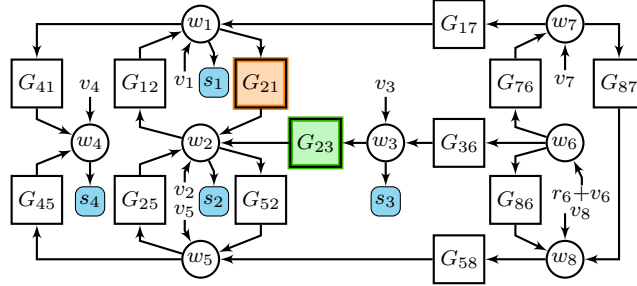 w₁ G₁₇ w₇
G₄₁ v₄ G₁₂ v₁ s₁ G₂₁ v₃ G₇₆ v₇ G₈₇
w₄ w₂ G₂₃ w₃ G₃₆ w₆
G₄₅ s₄ G₂₅ v₂ s₂ G₅₂ s₃ G₈₆ r₆+v₆
v₅ v₈
w₅ G₅₈ w₈